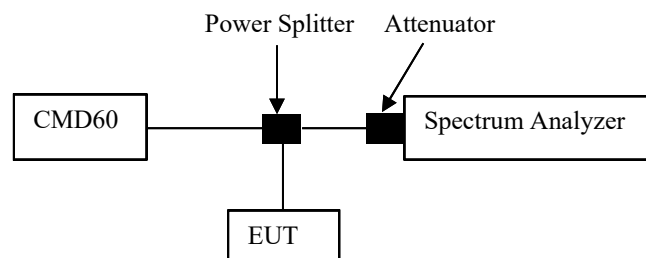 Power Splitter
Attenuator
CMD60
Spectrum Analyzer
EUT